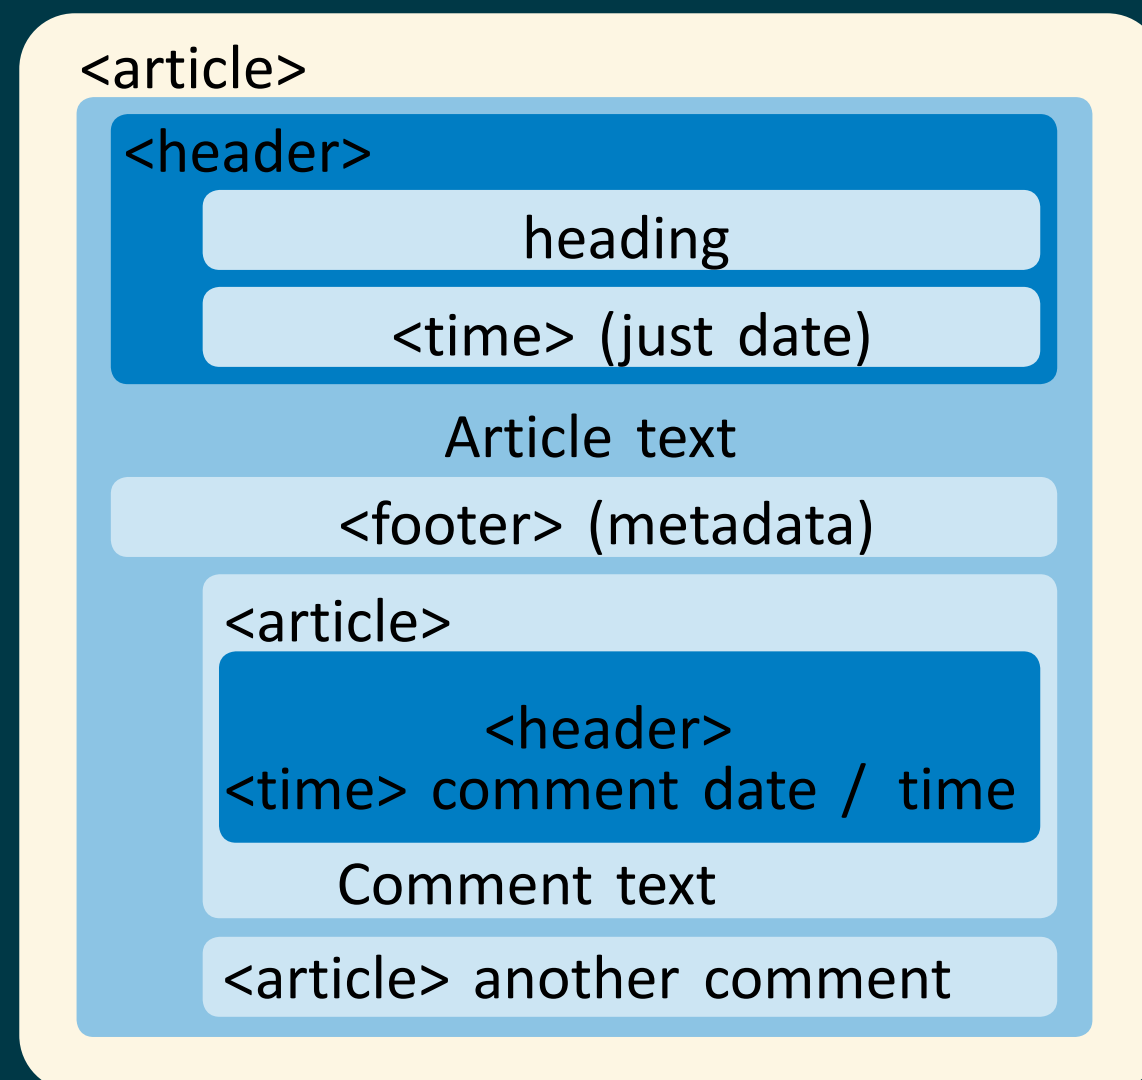 <article>
<header>
heading
<time> (just date)
Article text
<footer> (metadata)
<article>
<header>
<time> comment date / time
Comment text
<article> another comment